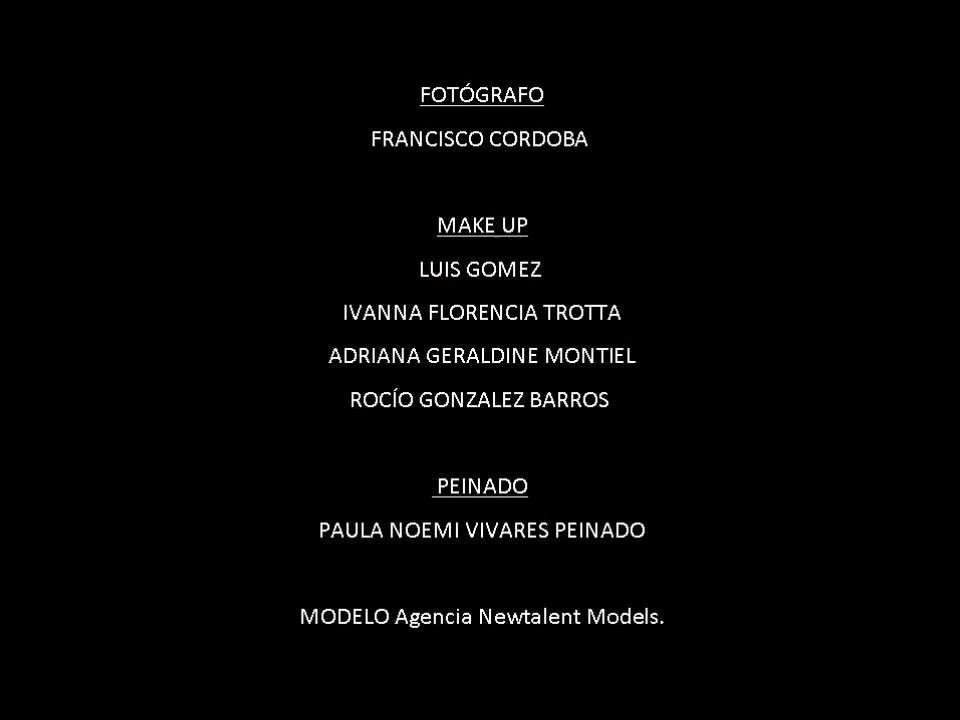 FOTÓGRAFO
FRANCISCO CORDOBA
MAKE UP
LUIS GOMEZ
IVANNA FLORENCIA TROTTA
ADRIANA GERALDINE MONTIEL
ROCÍO GONZALEZ BARROS
PEINADO
PAULA NOEMI VIVARES PEINADO
MODELO Agencia Newtalent Models.